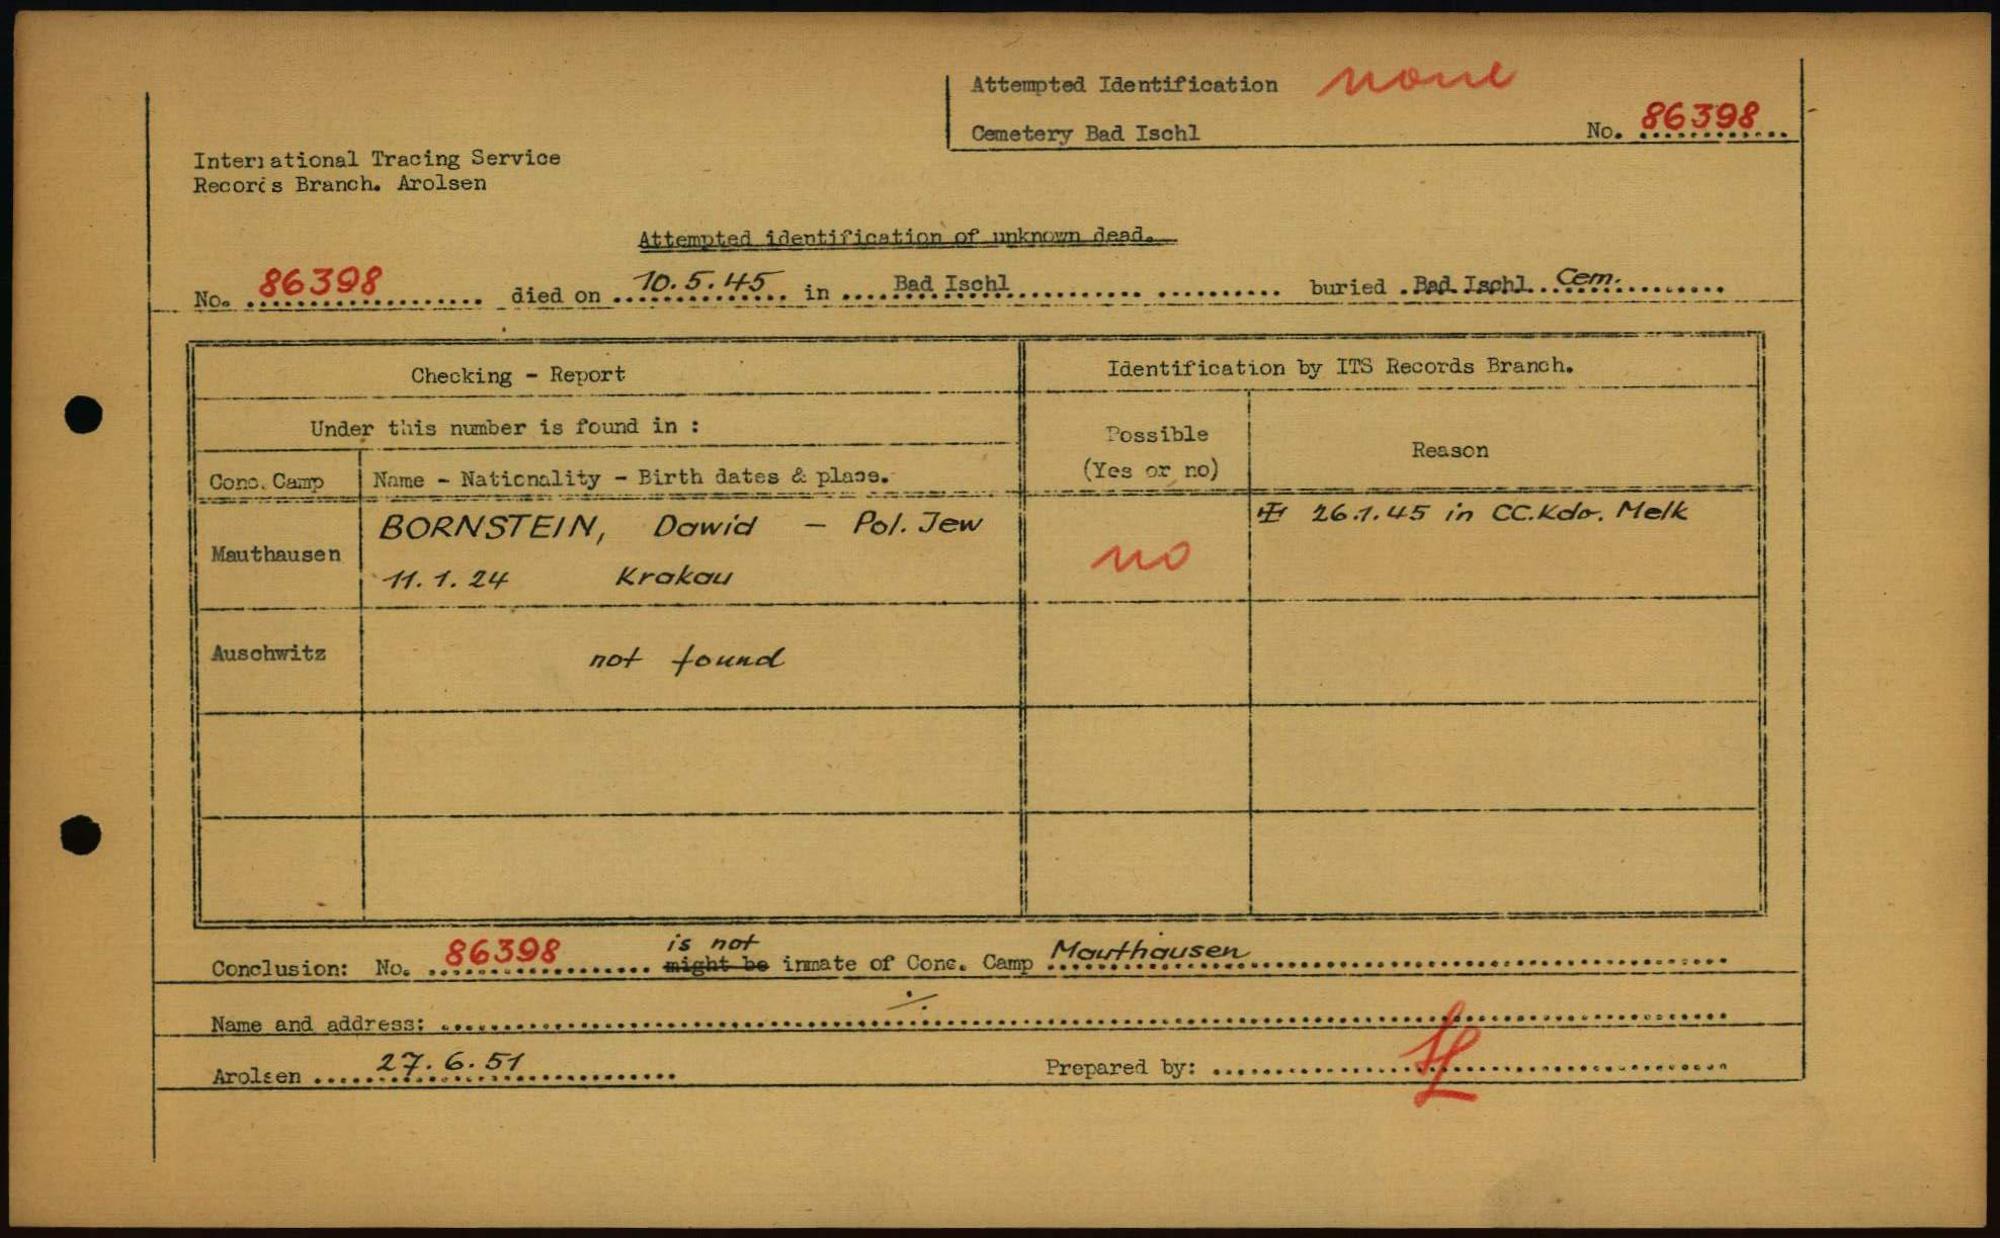 Attempted Identification none
Cemetery Bad Ischl No. 86398
International Tracing Service
Records Branch. Arolsen
Attempted identification of unknown dead.
No. 86398 died on 10.5.45 in Bad Ischl buried Bad Ischl Cem.
Checking - Report
Identification by ITS Records Branch.
Under this number is found in :
Possible
(Yes or no)
Reason
Conc. Camp
Name - Nationality - Birth dates & place.
Mauthausen
BORNSTEIN, Dawid - Pol. Jew
11.1.24 Krakau
no
26.1.45 in CC.Kdo. Melk
Auschwitz
not found
is not
Conclusion: No. 86398 might be inmate of Conc. Camp Mauthausen
Name and address: ./.
Arolsen 27.6.51 Prepared by: